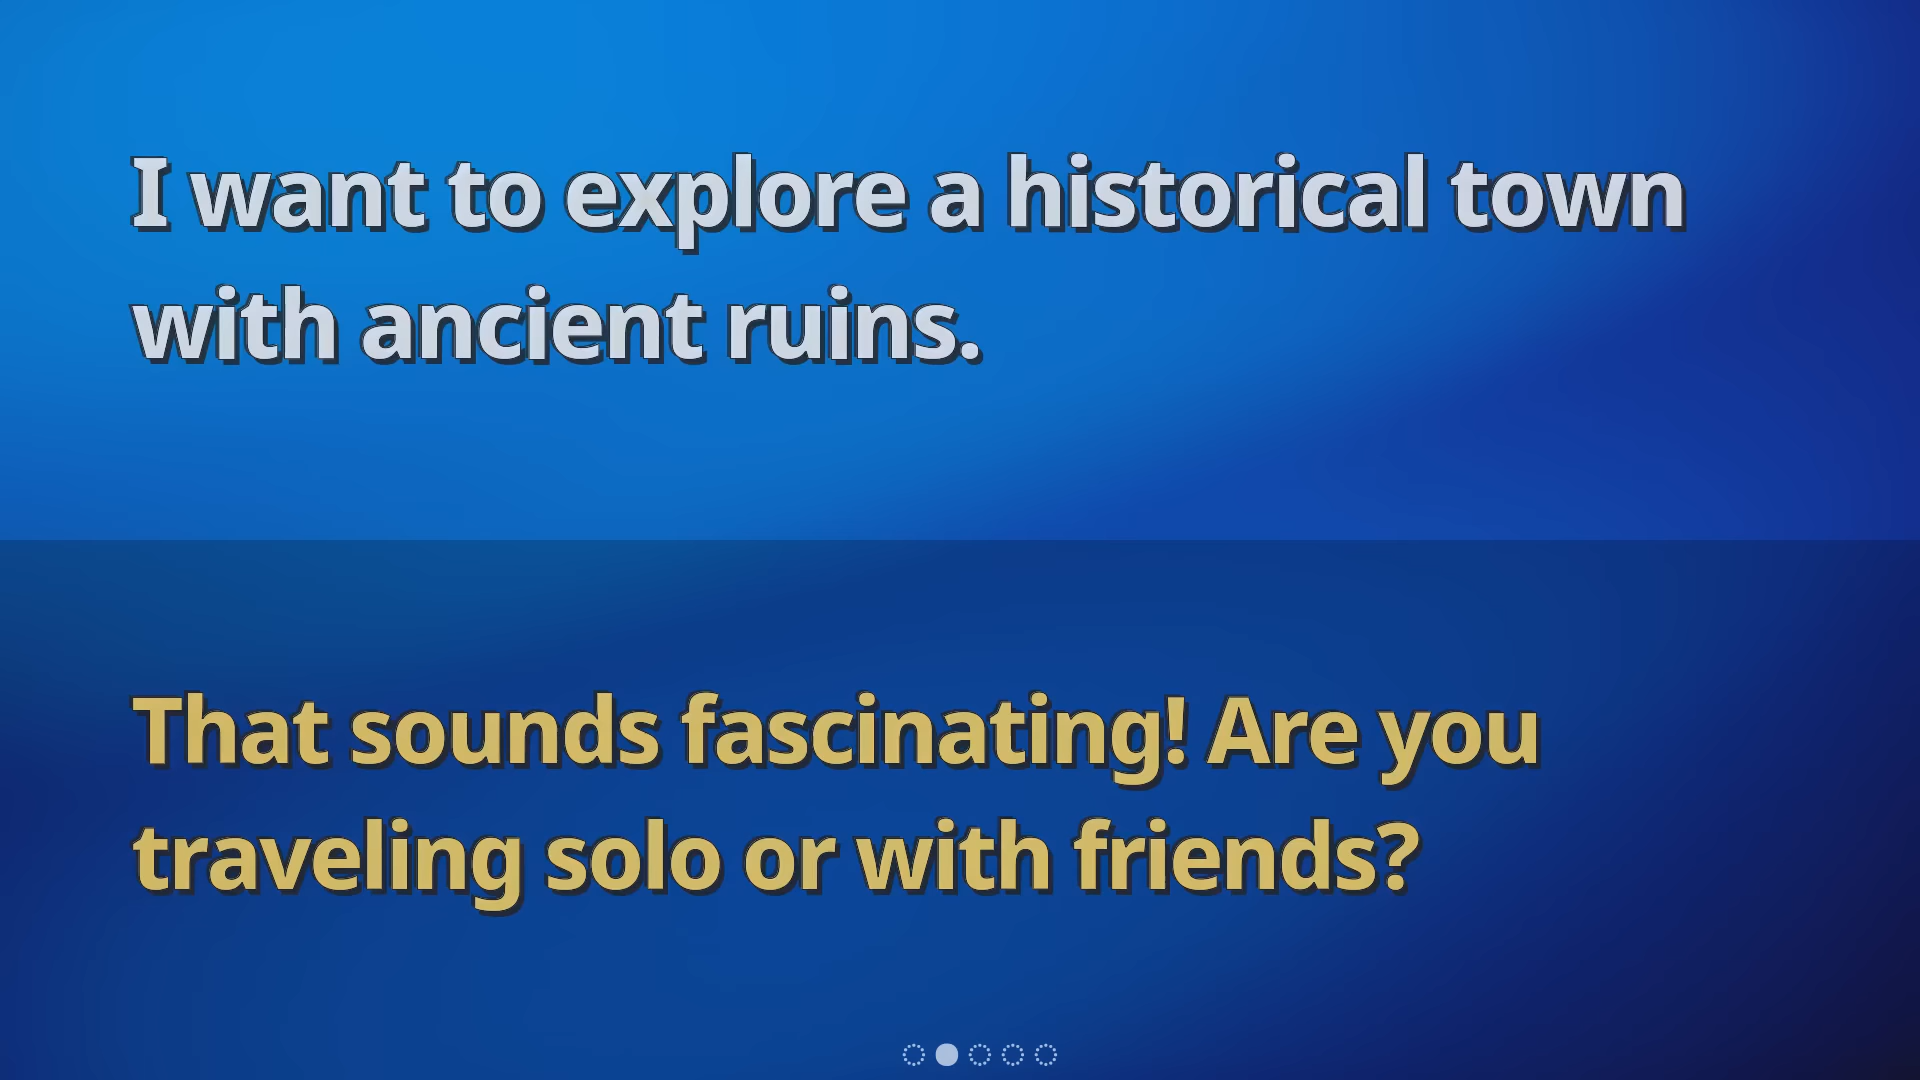 I want to explore a historical town
with ancient ruins.
That sounds fascinating! Are you
traveling solo or with friends?